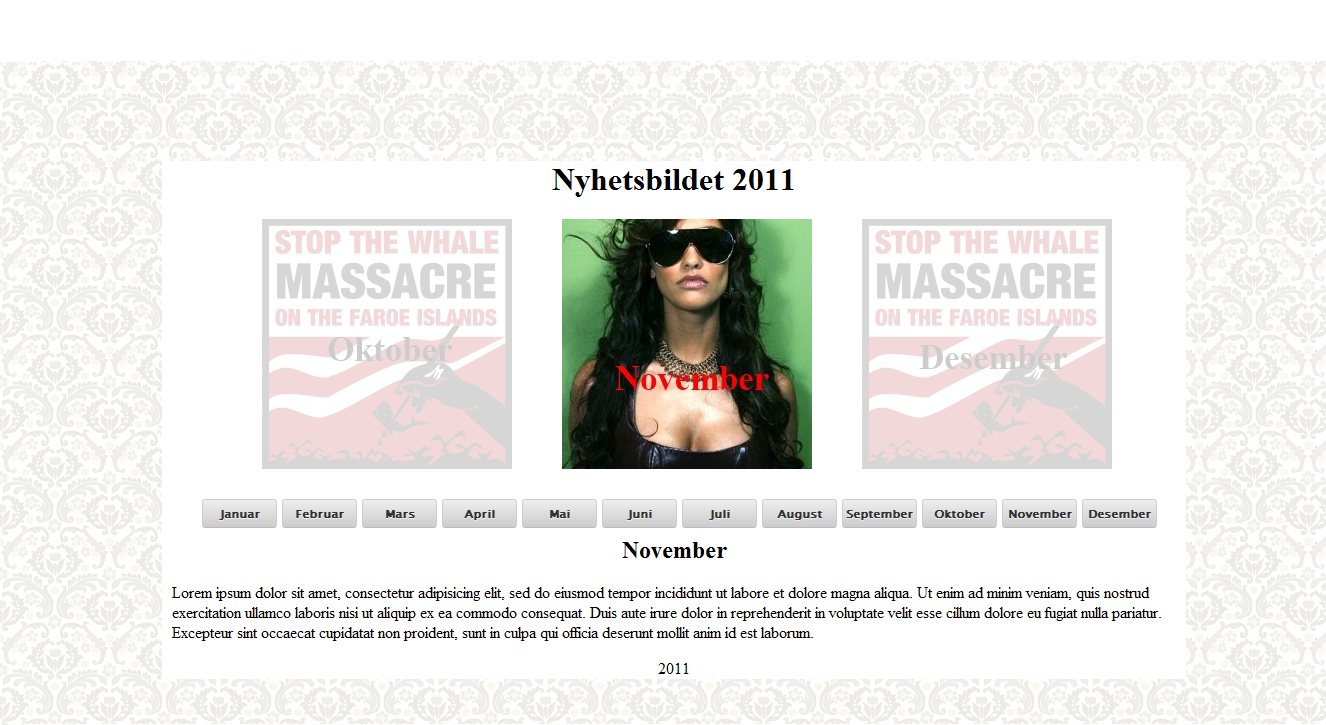 Nyhetsbildet 2011
STOP THE WHALE
MASSACRE
ON THE FAROE ISLANDS
Oktober
November
STOP THE WHALE
MASSACRE
ON THE FAROE ISLANDS
Desember
Januar Februar Mars April Mai Juni Juli August September Oktober November Desember
November
Lorem ipsum dolor sit amet, consectetur adipisicing elit, sed do eiusmod tempor incididunt ut labore et dolore magna aliqua. Ut enim ad minim veniam, quis nostrud
exercitation ullamco laboris nisi ut aliquip ex ea commodo consequat. Duis aute irure dolor in reprehenderit in voluptate velit esse cillum dolore eu fugiat nulla pariatur.
Excepteur sint occaecat cupidatat non proident, sunt in culpa qui officia deserunt mollit anim id est laborum.
2011